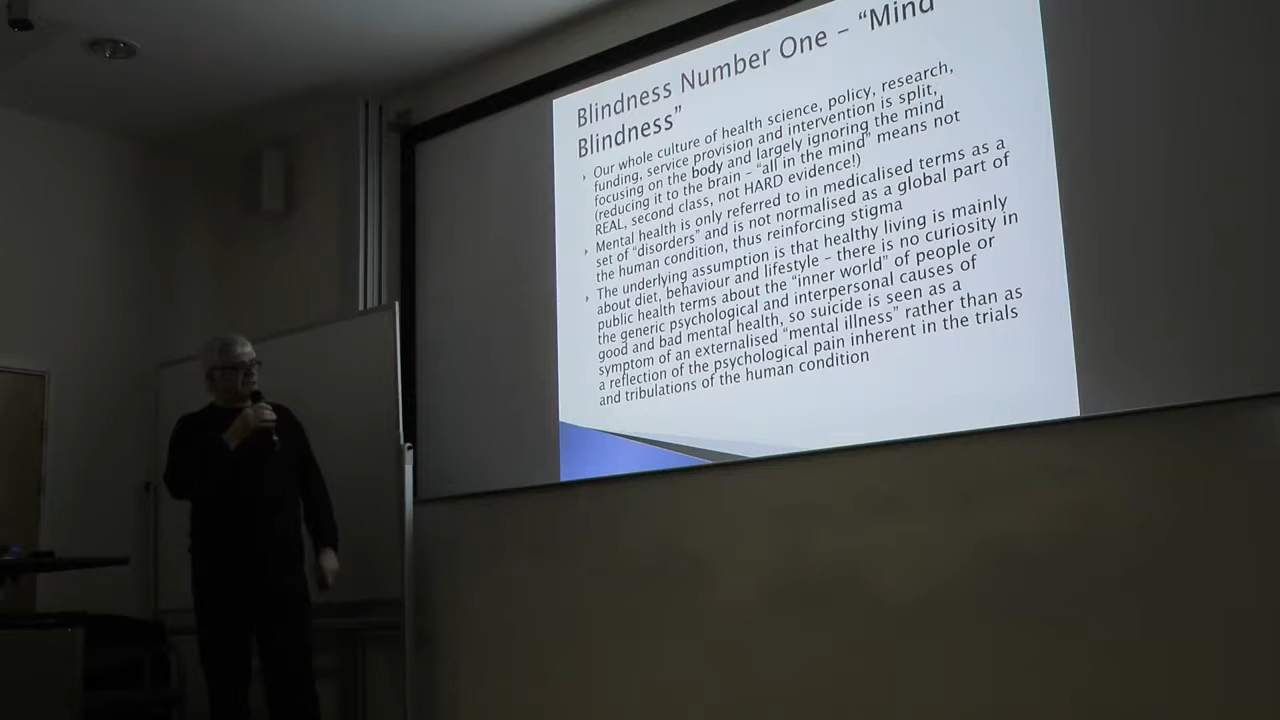 Blindness Number One – “Mind
Blindness”
Our whole culture of health science, policy, research,
funding, service provision and intervention is split,
focusing on the body and largely ignoring the mind
(reducing it to the brain – “all in the mind” means not
REAL, second class, not HARD evidence!)
Mental health is only referred to in medicalised terms as a
set of “disorders” and is not normalised as a global part of
the human condition, thus reinforcing stigma
The underlying assumption is that healthy living is mainly
about diet, behaviour and lifestyle – there is no curiosity in
public health terms about the “inner world” of people or
the generic psychological and interpersonal causes of
good and bad mental health, so suicide is seen as a
symptom of an externalised “mental illness” rather than as
a reflection of the psychological pain inherent in the trials
and tribulations of the human condition